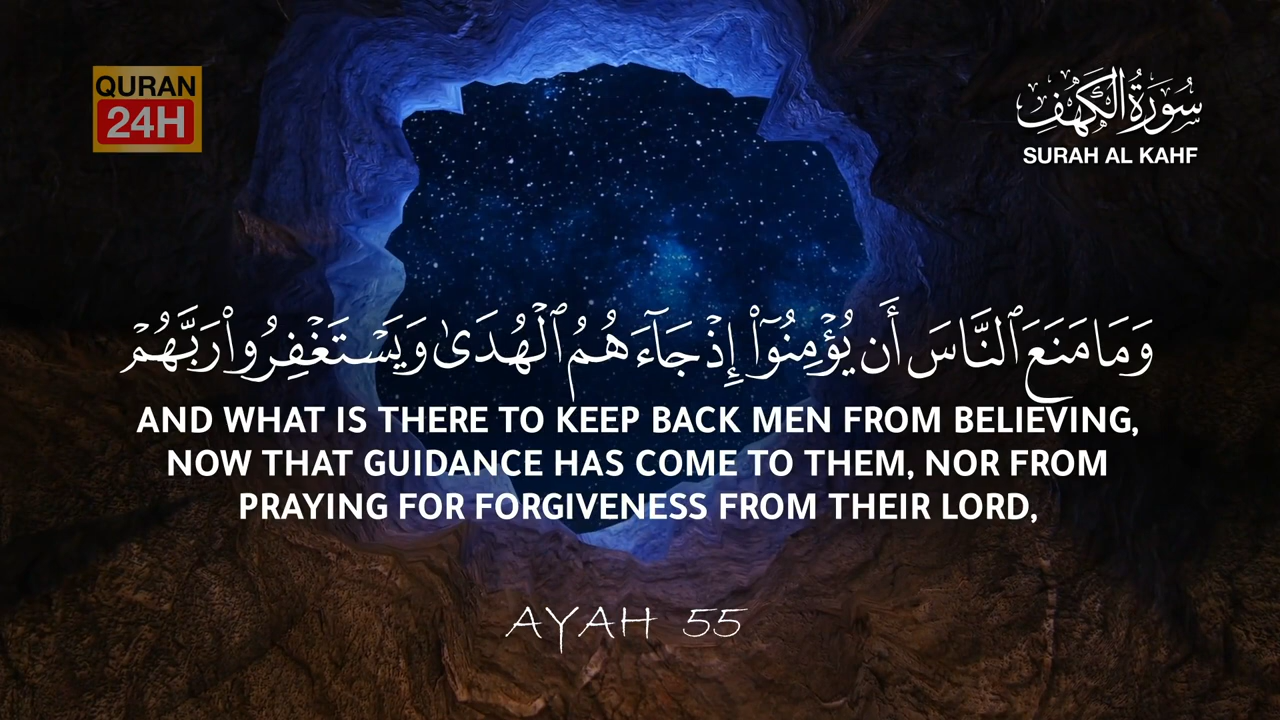 QURAN
24H
سُورَةُ الكَهْفِ
SURAH AL KAHF
وَمَا مَنَعَ ٱلنَّاسَ أَن يُؤْمِنُوٓا۟ إِذْ جَآءَهُمُ ٱلْهُدَىٰ وَيَسْتَغْفِرُوا۟ رَبَّهُمْ
AND WHAT IS THERE TO KEEP BACK MEN FROM BELIEVING,
NOW THAT GUIDANCE HAS COME TO THEM, NOR FROM
PRAYING FOR FORGIVENESS FROM THEIR LORD,
AYAH 55